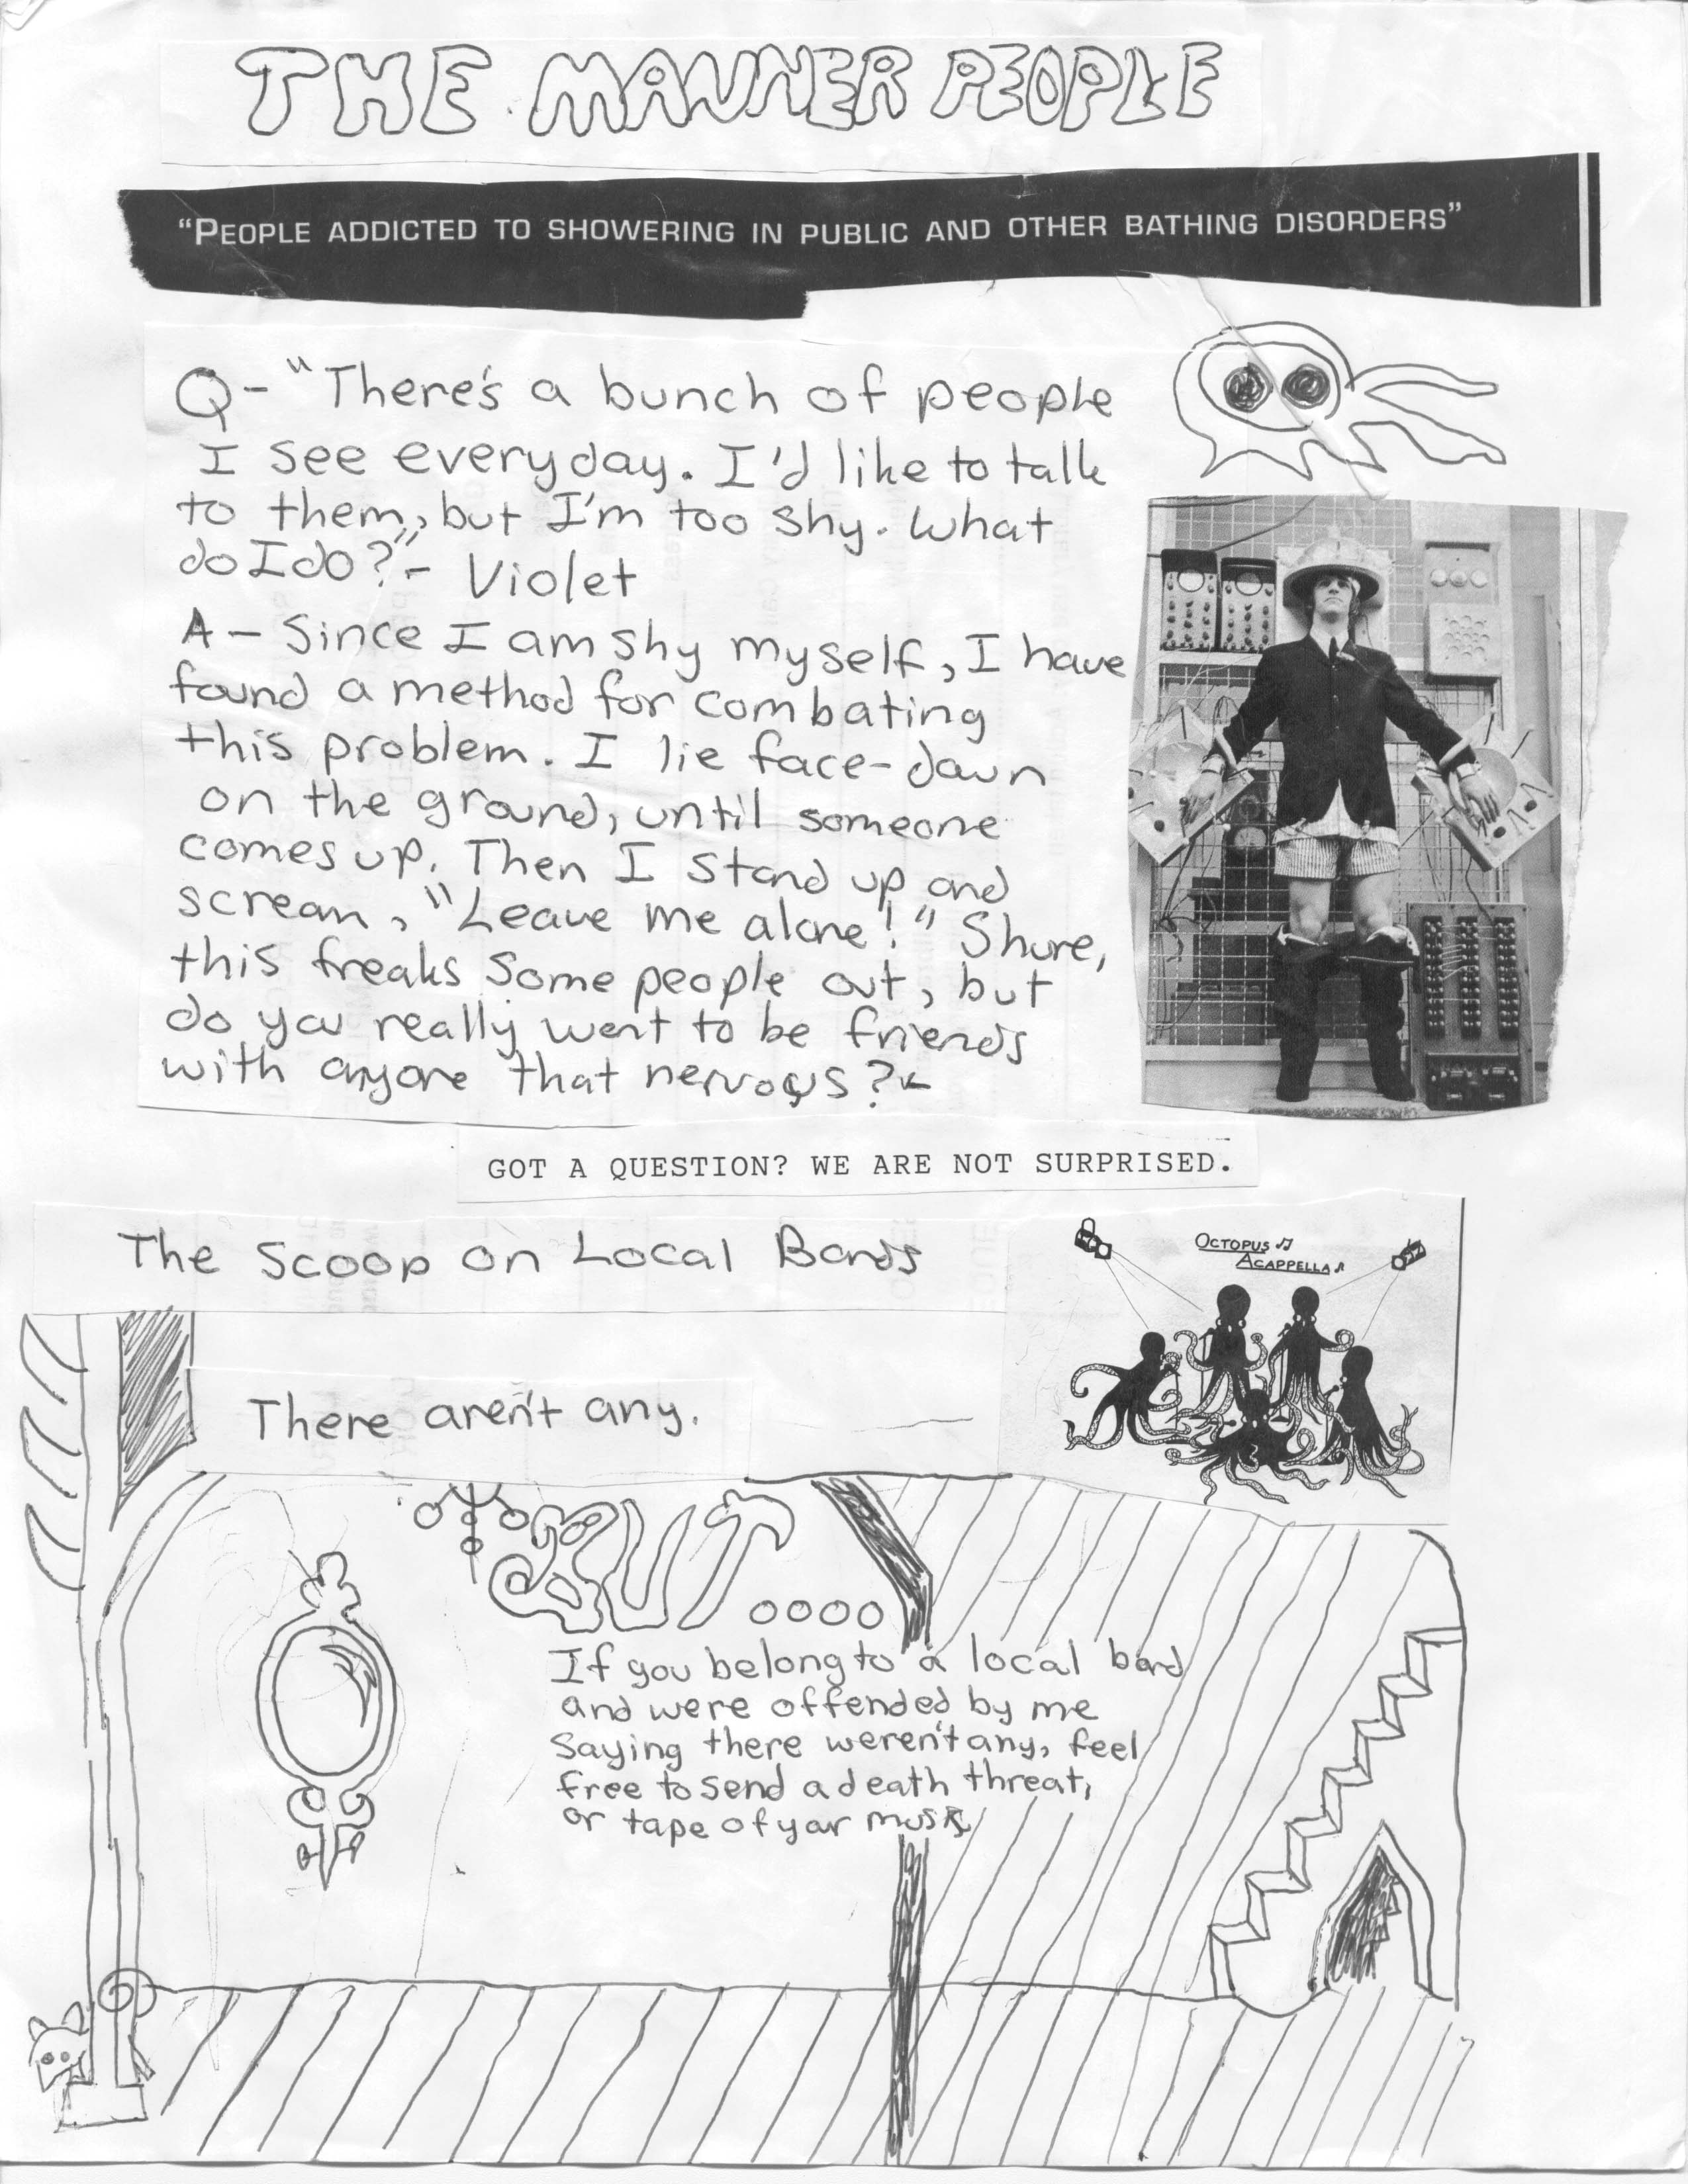 THE MANNER PEOPLE
“PEOPLE ADDICTED TO SHOWERING IN PUBLIC AND OTHER BATHING DISORDERS”
Q- "There's a bunch of people
I see everyday. I'd like to talk
to them, but I'm too shy. What
do I do?"- Violet
A - Since I am shy myself, I have
found a method for combating
this problem. I lie face-down
on the ground, until someone
comes up. Then I stand up and
scream, "Leave me alone!" Shure,
this freaks some people out, but
do you really want to be friends
with anyone that nervous?
GOT A QUESTION? WE ARE NOT SURPRISED.
The Scoop on Local Bands
OCTOPUS
ACAPPELLA
There aren't any.
BUT
If you belong to a local band
and were offended by me
saying there weren't any, feel
free to send a death threat,
or tape of your music